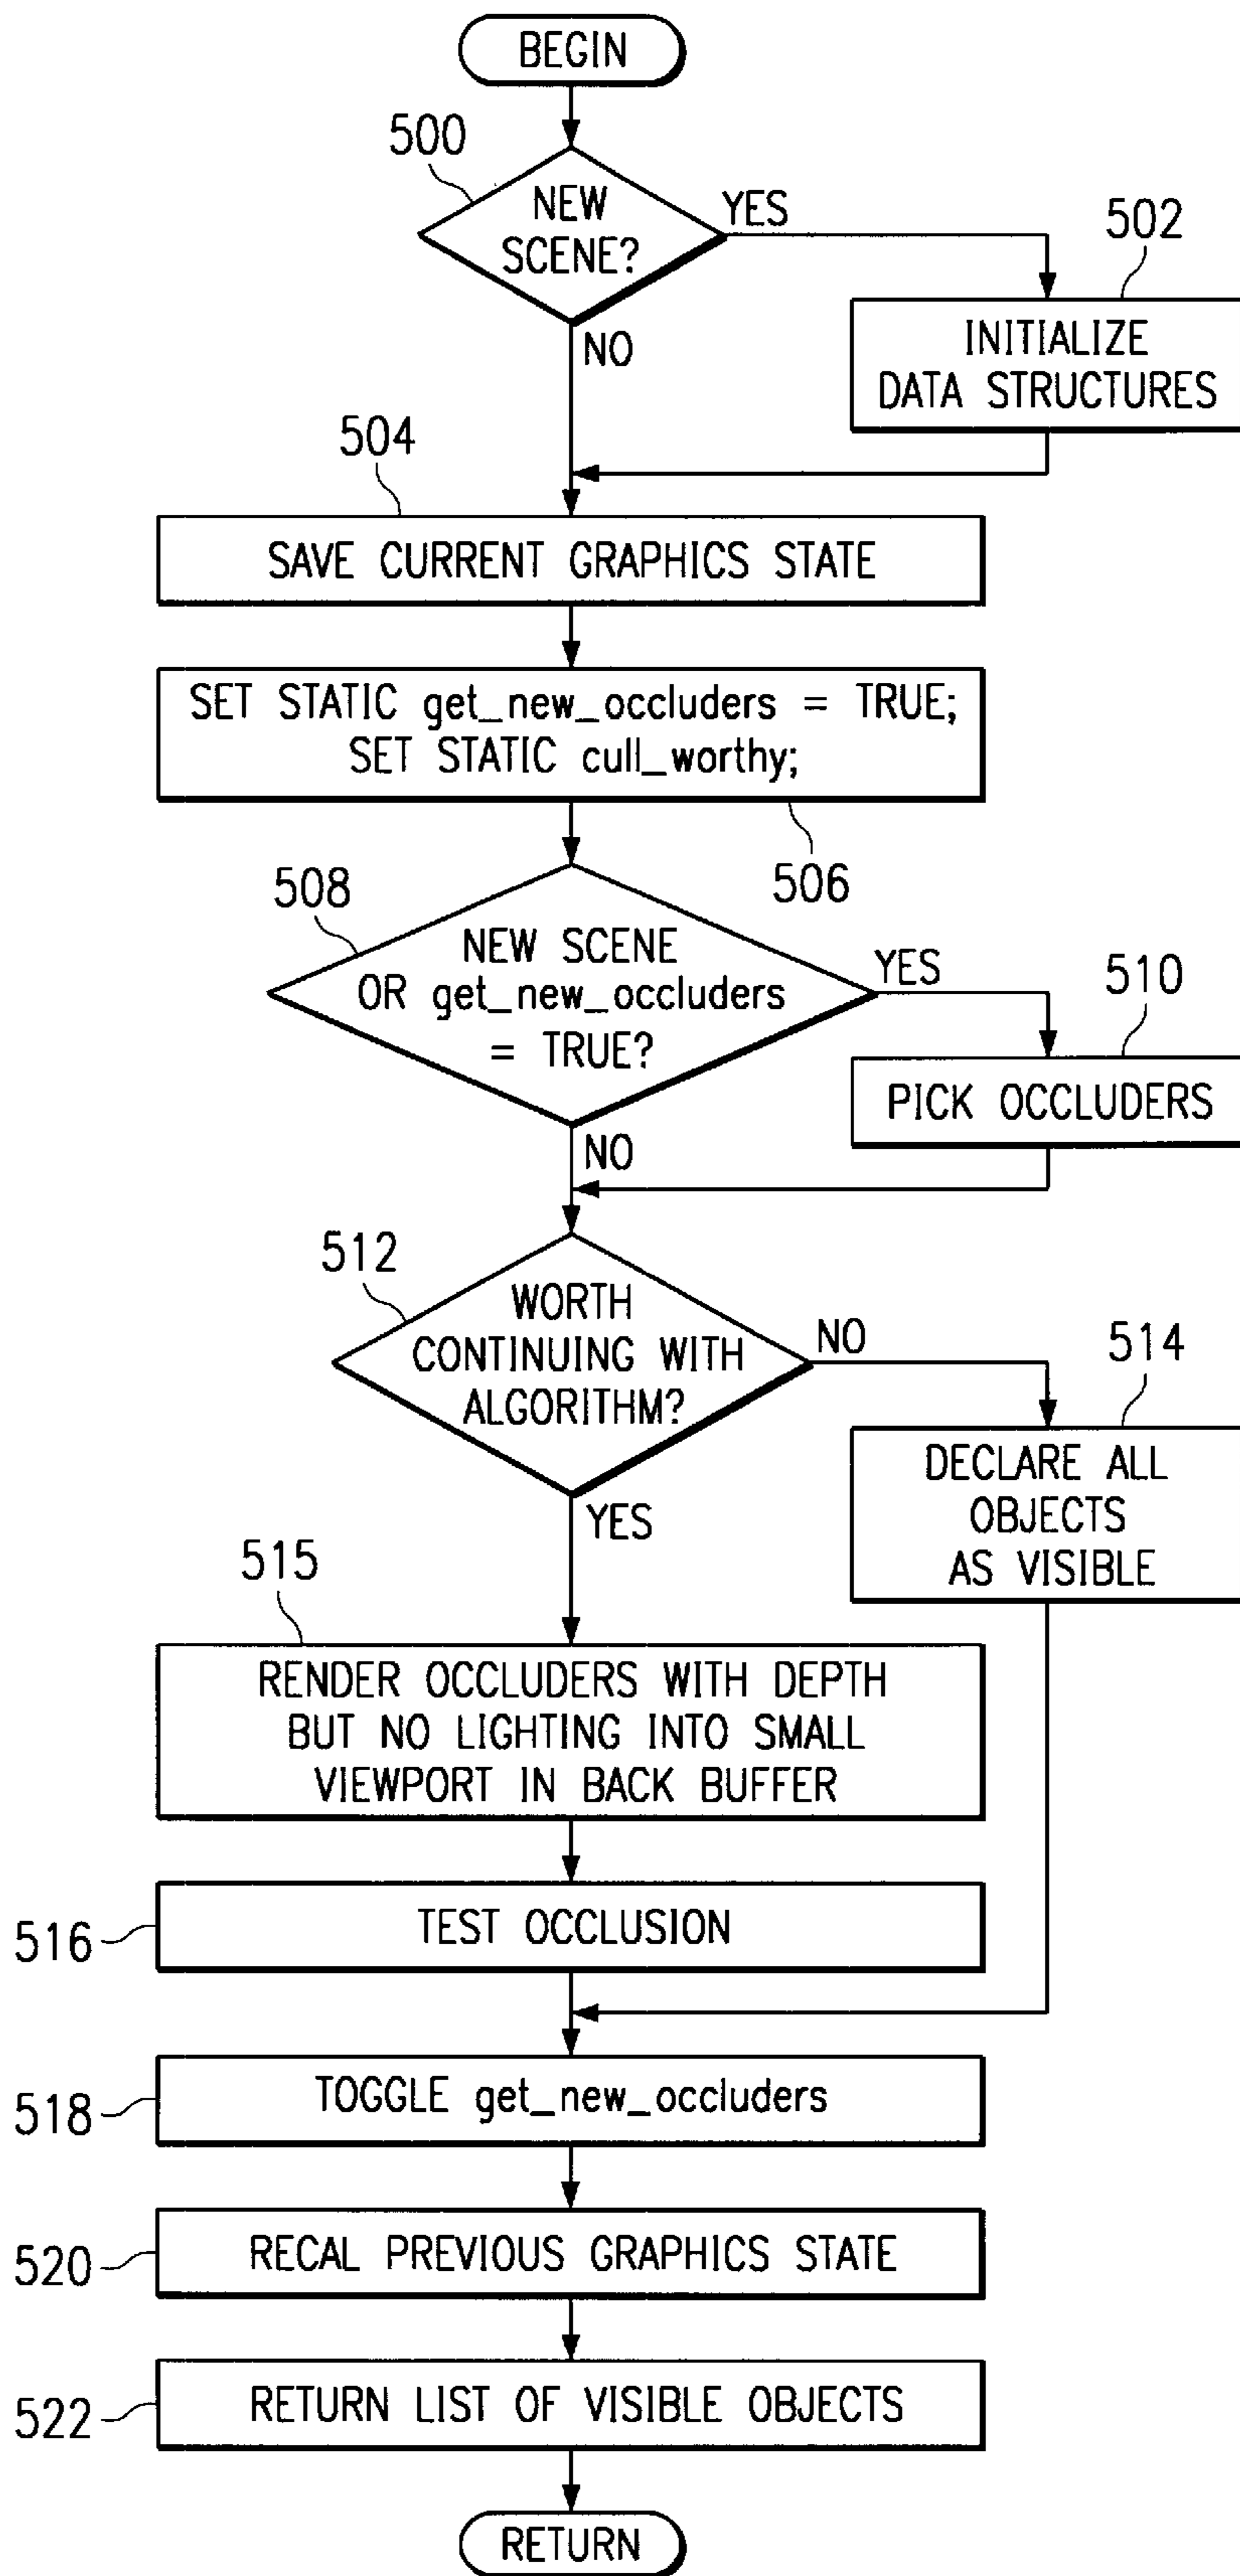 BEGIN
500
NEW
SCENE?
YES
502
INITIALIZE
DATA STRUCTURES
NO
504
SAVE CURRENT GRAPHICS STATE
SET STATIC get_new_occluders = TRUE;
SET STATIC cull_worthy;
506
508
NEW SCENE
OR get_new_occluders
= TRUE?
YES
510
PICK OCCLUDERS
NO
512
WORTH
CONTINUING WITH
ALGORITHM?
NO
514
DECLARE ALL
OBJECTS
AS VISIBLE
YES
515
RENDER OCCLUDERS WITH DEPTH
BUT NO LIGHTING INTO SMALL
VIEWPORT IN BACK BUFFER
516
TEST OCCLUSION
518
TOGGLE get_new_occluders
520
RECAL PREVIOUS GRAPHICS STATE
522
RETURN LIST OF VISIBLE OBJECTS
RETURN